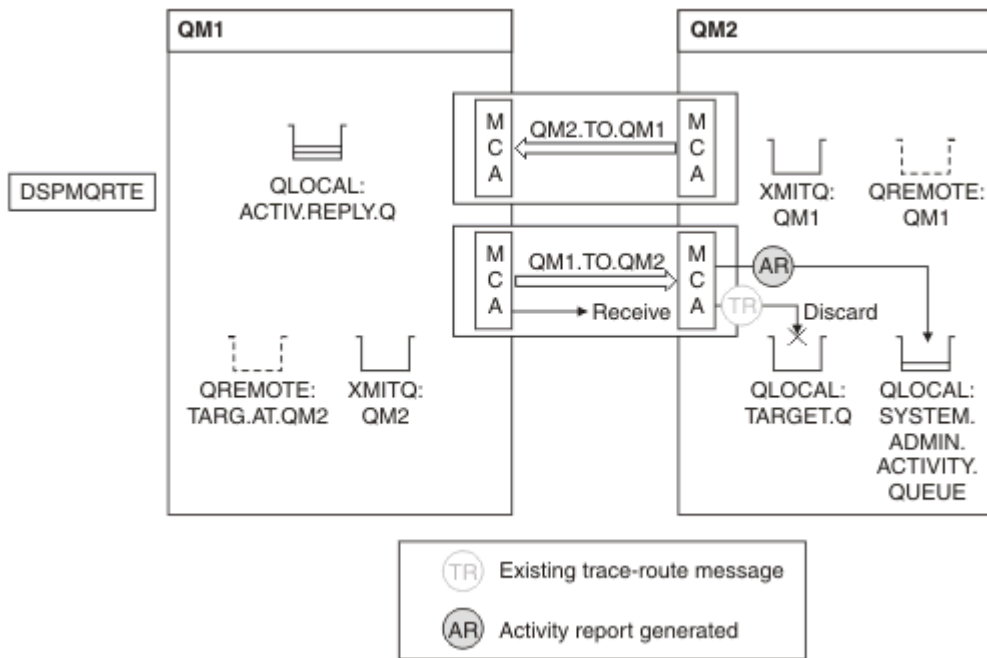 QM1
QM2
M
C
A
QM2.TO.QM1
M
C
A
DSPMQRTE
QLOCAL:
ACTIV.REPLY.Q
XMITQ:
QM1
QREMOTE:
QM1
M
C
A
QM1.TO.QM2
Receive
M
C
A
AR
TR
Discard
QREMOTE:
TARG.AT.QM2
XMITQ:
QM2
QLOCAL:
TARGET.Q
QLOCAL:
SYSTEM.
ADMIN.
ACTIVITY.
QUEUE
TR Existing trace-route message
AR Activity report generated